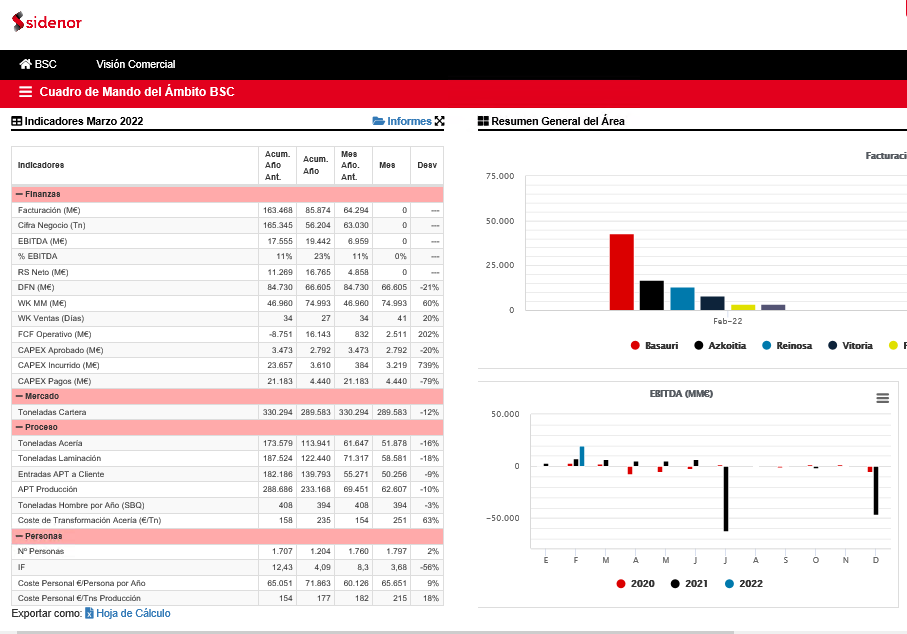 sidenor
BSC Visión Comercial
Cuadro de Mando del Ámbito BSC
Indicadores Marzo 2022 Informes
Indicadores Acum. Año Ant. Acum. Año Mes Año. Ant. Mes Desv
Finanzas
Facturación (M€) 163.468 85.874 64.294 0 ---
Cifra Negocio (Tn) 165.345 56.204 63.030 0 ---
EBITDA (M€) 17.555 19.442 6.959 0 ---
% EBITDA 11% 23% 11% 0% ---
RS Neto (M€) 11.269 16.765 4.858 0 ---
DFN (M€) 84.730 66.605 84.730 66.605 -21%
WK MM (M€) 46.960 74.993 46.960 74.993 60%
WK Ventas (Días) 34 27 34 41 20%
FCF Operativo (M€) -8.751 16.143 832 2.511 202%
CAPEX Aprobado (M€) 3.473 2.792 3.473 2.792 -20%
CAPEX Incurrido (M€) 23.657 3.610 384 3.219 739%
CAPEX Pagos (M€) 21.183 4.440 21.183 4.440 -79%
Mercado
Toneladas Cartera 330.294 289.583 330.294 289.583 -12%
Proceso
Toneladas Acería 173.579 113.941 61.647 51.878 -16%
Toneladas Laminación 187.524 122.440 71.317 58.581 -18%
Entradas APT a Cliente 182.186 139.793 55.271 50.256 -9%
APT Producción 288.686 233.168 69.451 62.607 -10%
Toneladas Hombre por Año (SBQ) 408 394 408 394 -3%
Coste de Transformación Acería (€/Tn) 158 235 154 251 63%
Personas
Nº Personas 1.707 1.204 1.760 1.797 2%
IF 12,43 4,09 8,3 3,68 -56%
Coste Personal €/Persona por Año 65.051 71.863 60.126 65.651 9%
Coste Personal €/Tns Producción 154 177 182 215 18%
Exportar como: Hoja de Cálculo
Resumen General del Área
Facturaci
75.000
50.000
25.000
0
Feb-22
Basauri Azkoitia Reinosa Vitoria
EBITDA (MM€)
50.000
0
-50.000
E F M A M J J A S O N D
2020 2021 2022